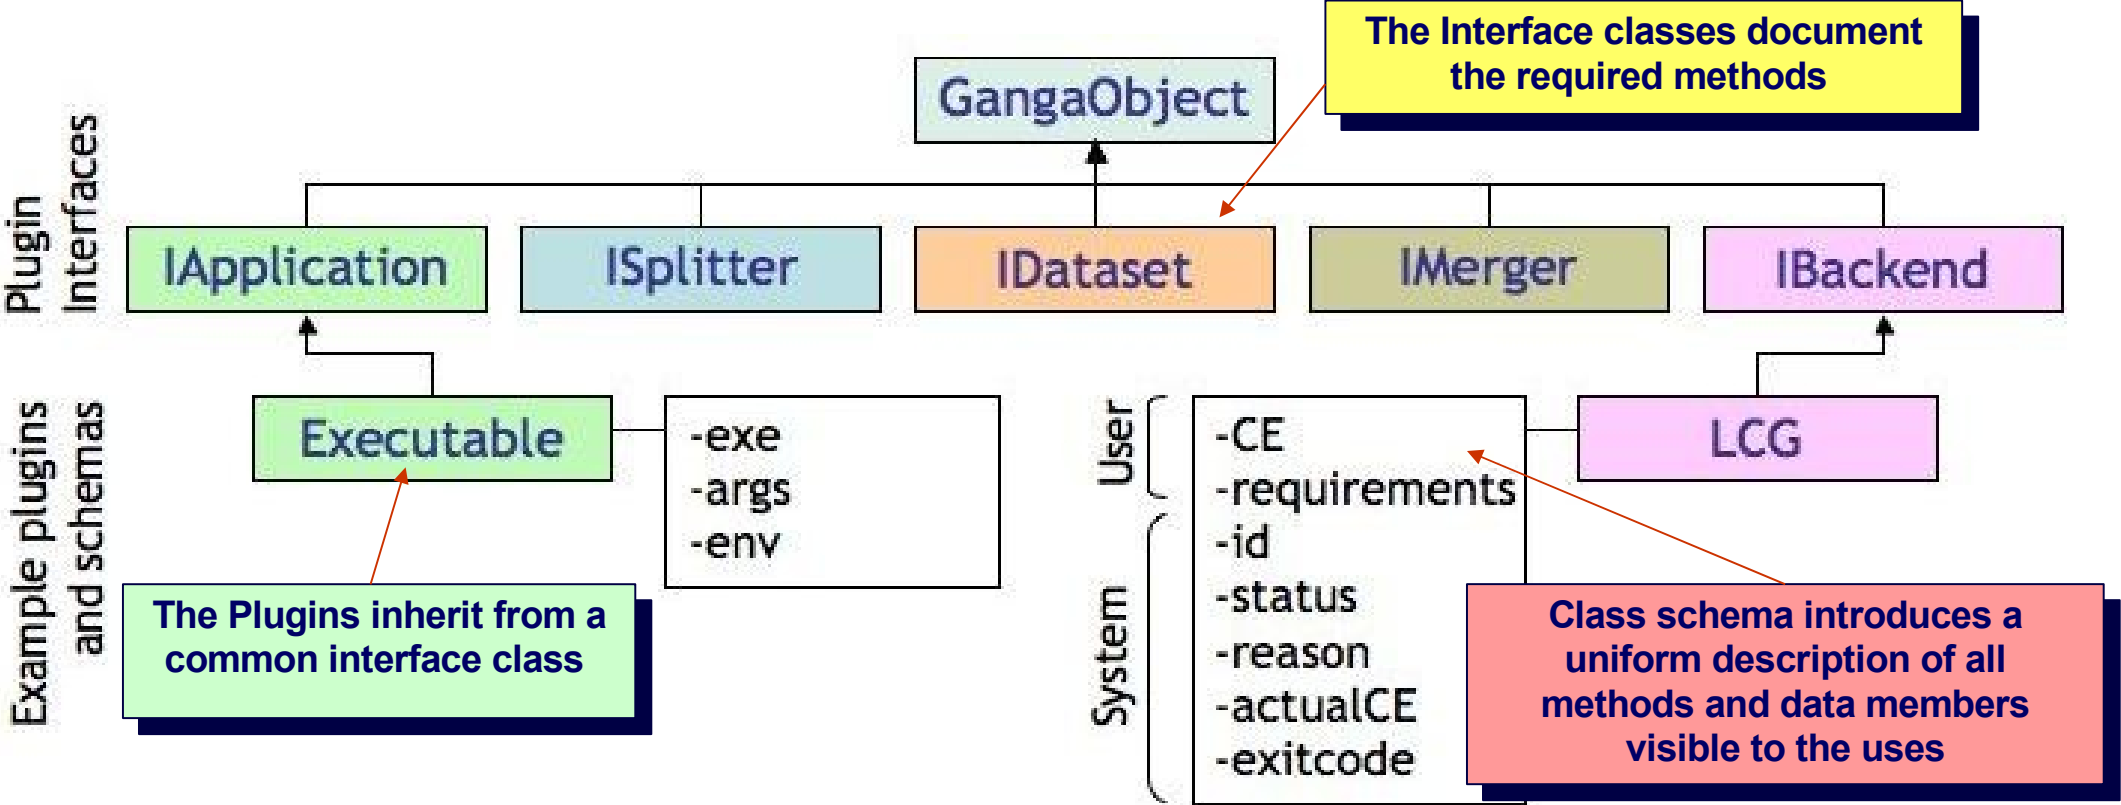 The Interface classes document
the required methods
GangaObject
Plugin
Interfaces
IApplication
ISplitter
IDataset
IMerger
IBackend
Example plugins
and schemas
Executable
-exe
-args
-env
User
System
-CE
-requirements
-id
-status
-reason
-actualCE
-exitcode
LCG
The Plugins inherit from a
common interface class
Class schema introduces a
uniform description of all
methods and data members
visible to the uses